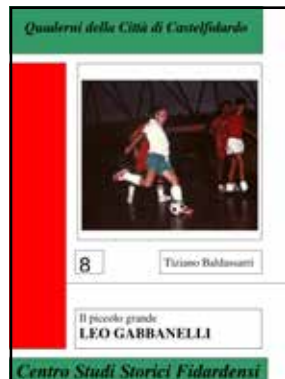 Quaderni della Città di Castelfidardo
8
Tiziano Baldassarri
Il piccolo grande
LEO GABBANELLI
Centro Studi Storici Fidardensi